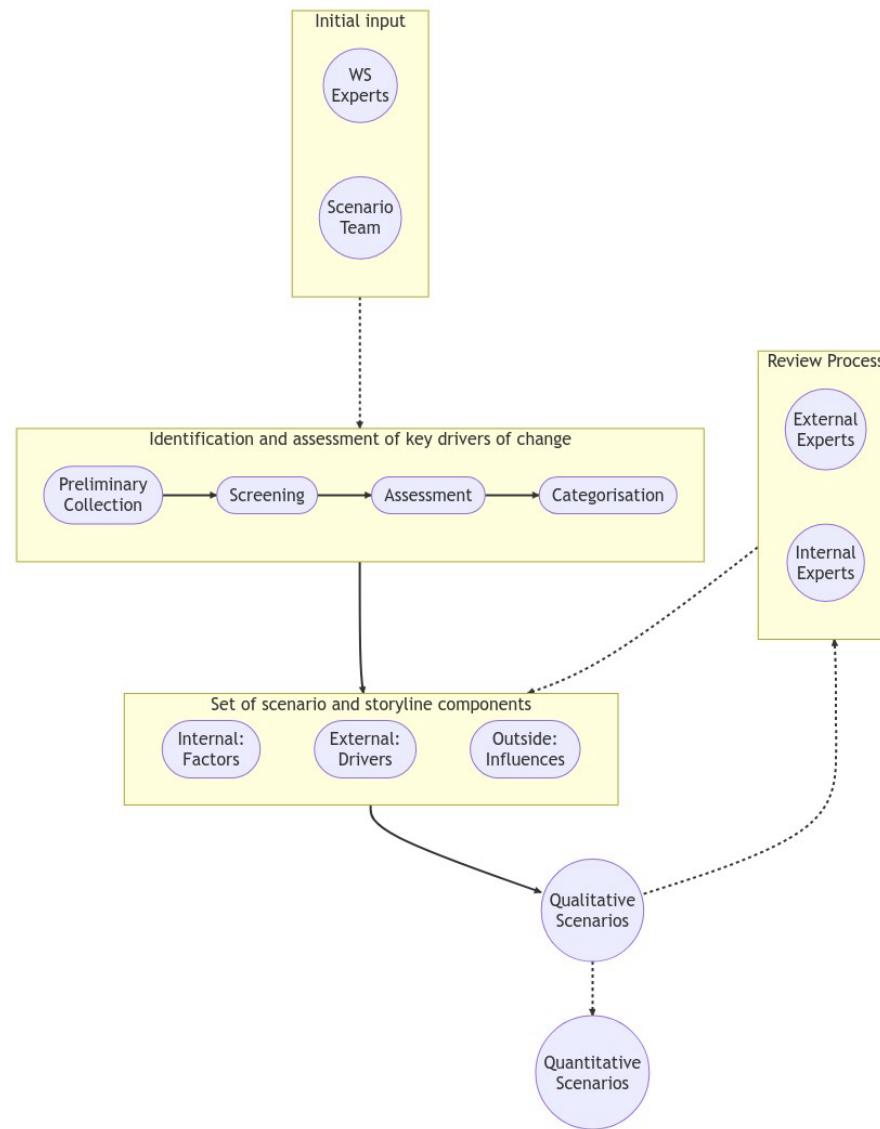 Initial input
WS
Experts
Scenario
Team
Review Process
External
Experts
Internal
Experts
Identification and assessment of key drivers of change
Preliminary
Collection
Screening
Assessment
Categorisation
Set of scenario and storyline components
Internal:
Factors
External:
Drivers
Outside:
Influences
Qualitative
Scenarios
Quantitative
Scenarios